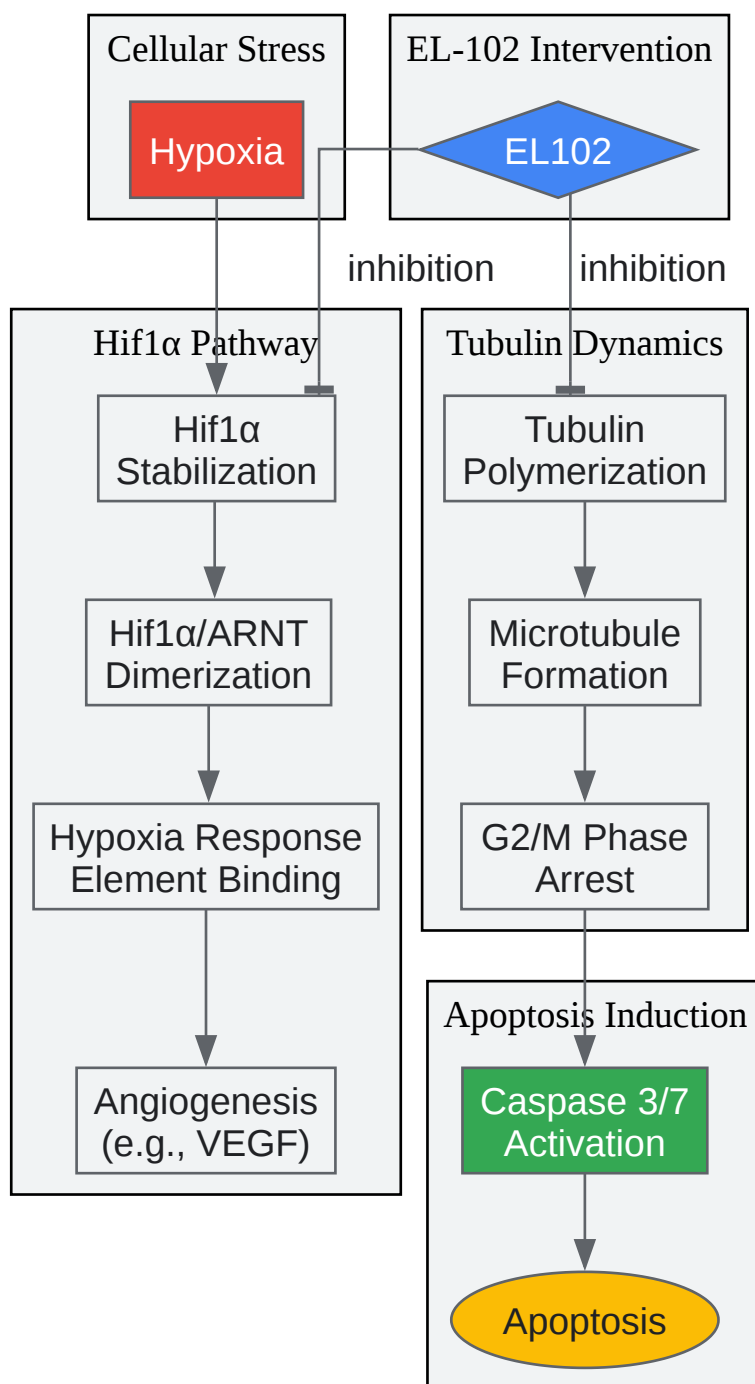 Cellular Stress
EL-102 Intervention
Hypoxia
EL102
inhibition
inhibition
Hif1α Pathway
Tubulin Dynamics
Hif1α
Stabilization
Tubulin
Polymerization
Hif1α/ARNT
Dimerization
Microtubule
Formation
Hypoxia Response
Element Binding
G2/M Phase
Arrest
Apoptosis Induction
Angiogenesis
(e.g., VEGF)
Caspase 3/7
Activation
Apoptosis